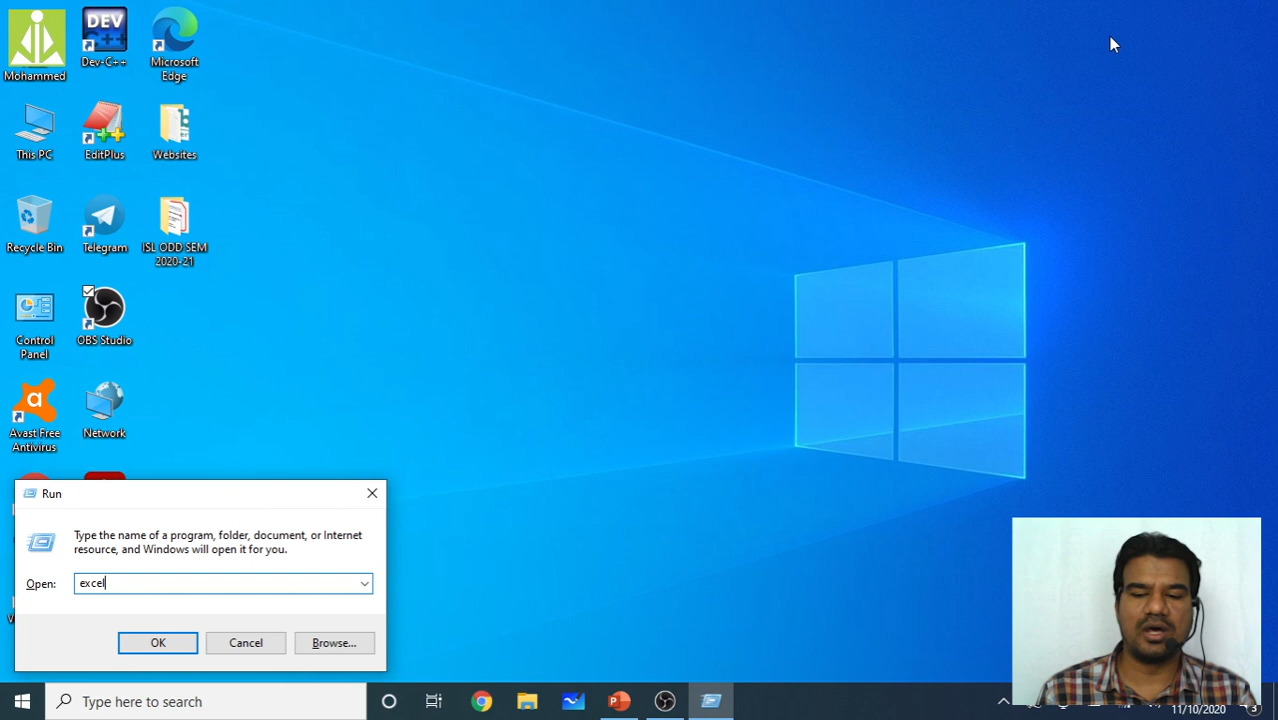 Mohammed
DEV
C++
Dev-C++
Microsoft
Edge
This PC
EditPlus
Websites
Recycle Bin
Telegram
ISL ODD SEM
2020-21
Control
Panel
OBS Studio
Avast Free
Antivirus
Network
Run
Type the name of a program, folder, document, or Internet
resource, and Windows will open it for you.
Open:
excel
OK
Cancel
Browse...
Type here to search
11/10/2020
3